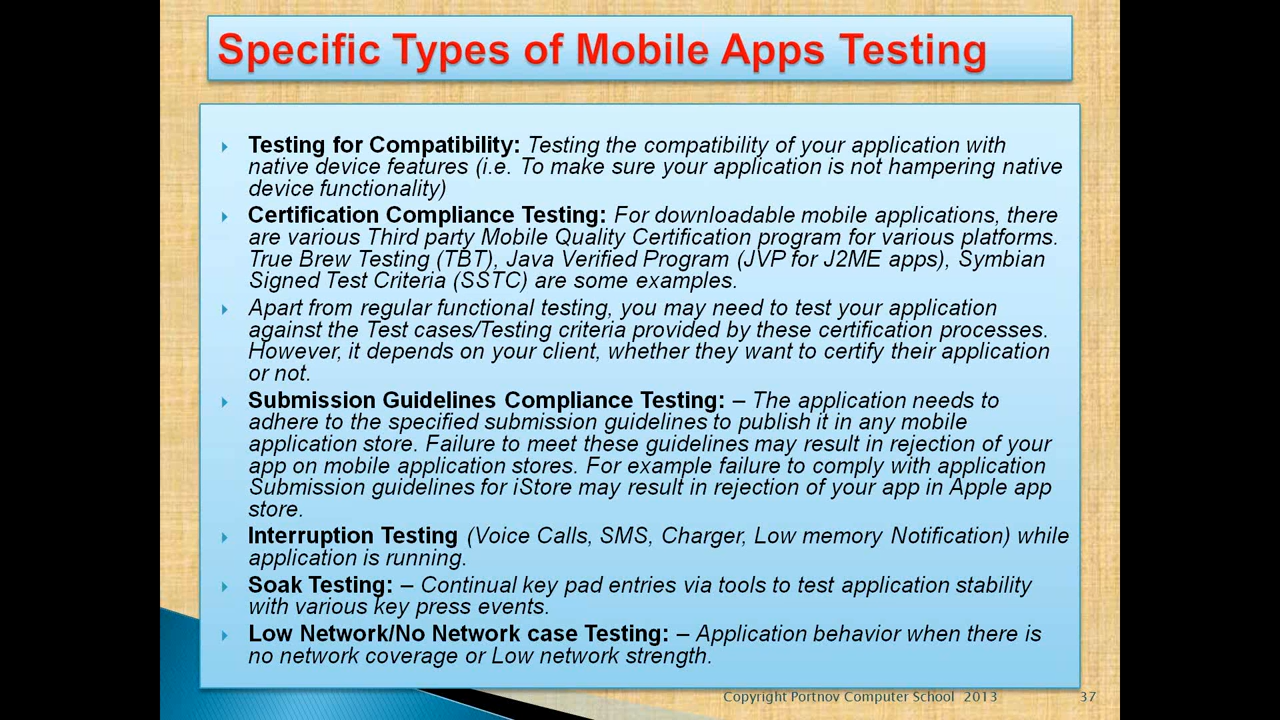 Specific Types of Mobile Apps Testing
Testing for Compatibility: Testing the compatibility of your application with
native device features (i.e. To make sure your application is not hampering native
device functionality)
Certification Compliance Testing: For downloadable mobile applications, there
are various Third party Mobile Quality Certification program for various platforms.
True Brew Testing (TBT), Java Verified Program (JVP for J2ME apps), Symbian
Signed Test Criteria (SSTC) are some examples.
Apart from regular functional testing, you may need to test your application
against the Test cases/Testing criteria provided by these certification processes.
However, it depends on your client, whether they want to certify their application
or not.
Submission Guidelines Compliance Testing: – The application needs to
adhere to the specified submission guidelines to publish it in any mobile
application store. Failure to meet these guidelines may result in rejection of your
app on mobile application stores. For example failure to comply with application
Submission guidelines for iStore may result in rejection of your app in Apple app
store.
Interruption Testing (Voice Calls, SMS, Charger, Low memory Notification) while
application is running.
Soak Testing: – Continual key pad entries via tools to test application stability
with various key press events.
Low Network/No Network case Testing: – Application behavior when there is
no network coverage or Low network strength.
Copyright Portnov Computer School 2013 37